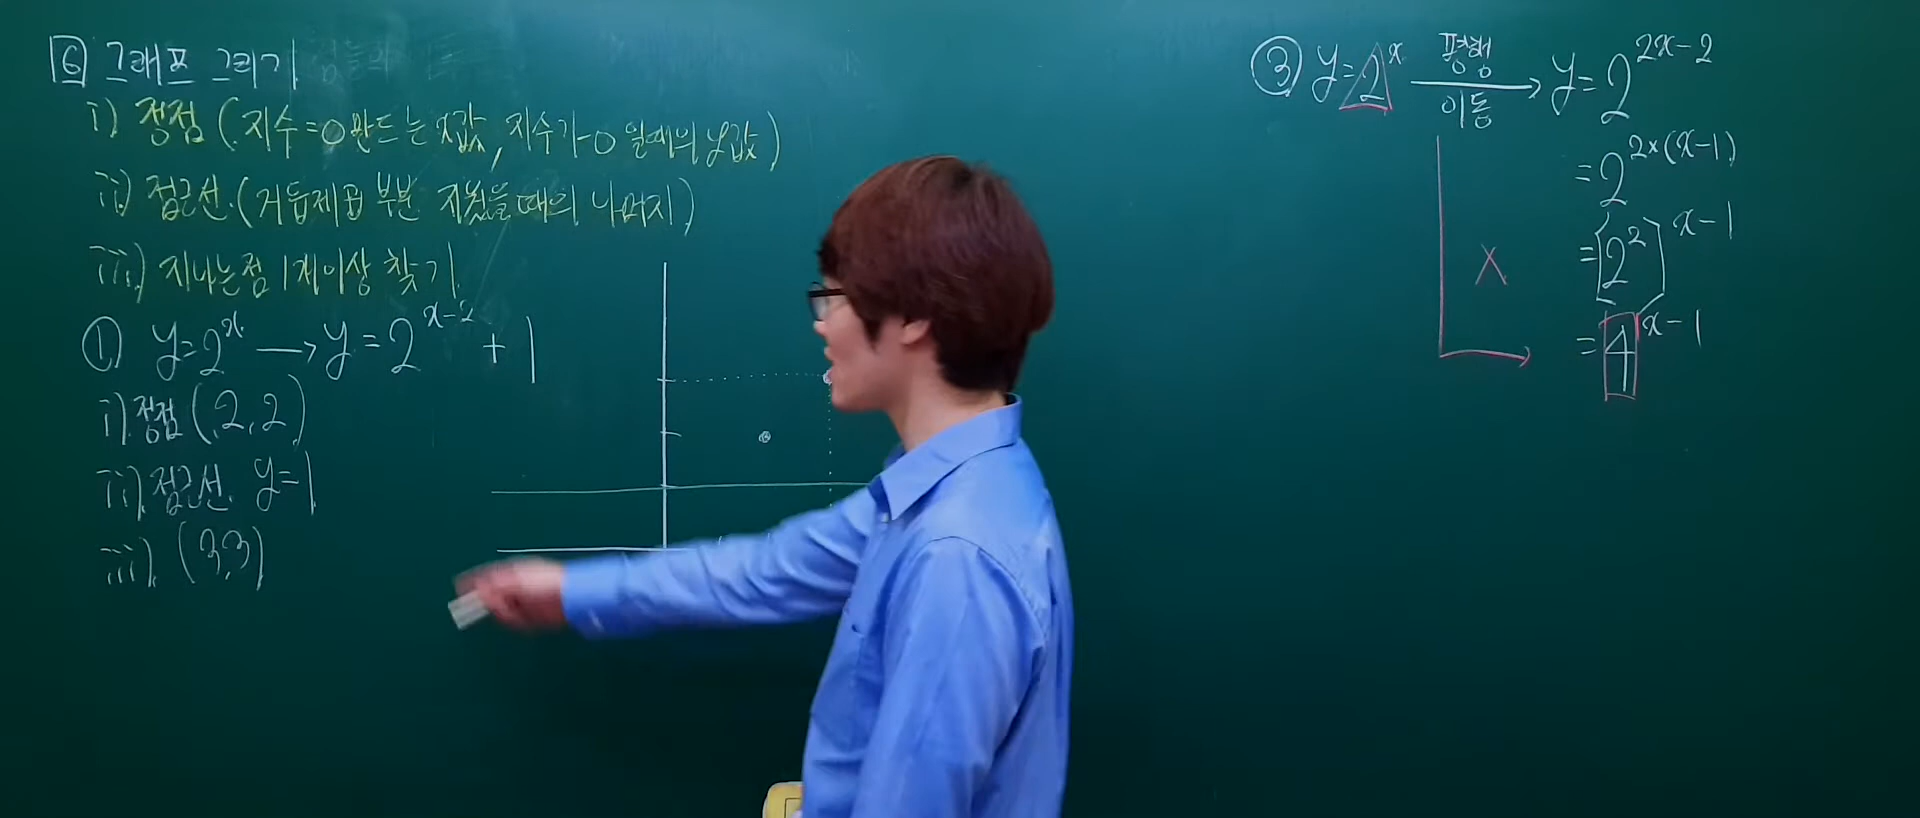 6 그래프 그리기
i) 정점 (지수=0 만드는 x값, 지수가 0 일때의 y값)
ii) 점근선 (거듭제곱 부분 지웠을때의 나머지)
iii) 지나는점 1개이상 찾기
① y=2^x → y=2^{x-2}+1
i) 정점 (2, 2)
ii) 점근선 y=1
iii) (3,3)
③ y=2^x 평행 이동 → y=2^{2x-2}
=2^{2×(x-1)}
=(2^2)^{x-1}
=4^{x-1}
X